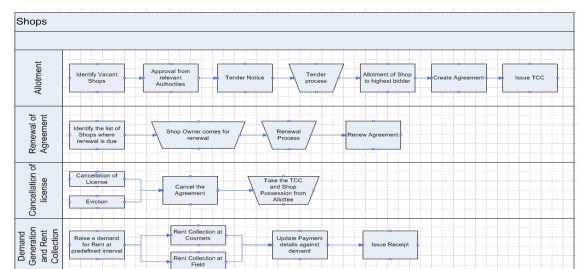 Shops
Allotment
Identify Vacant
Shops
Approval from
relevant
Authorities
Tender Notice
Tender
process
Allotment of Shop
to highest bidder
Create Agreement
Issue TCC
Renewal of
Agreement
Identify the list of
Shops where
renewal is due
Shop Owner comes for
renewal
Renewal
Process
Renew Agreement
Cancellation of
license
Cancellation of
License
Eviction
Cancel the
Agreement
Take the TCC
and Shop
Possession from
Allottee
Demand
Generation
and Rent
Collection
Raise a demand
for Rent at
predefined interval
Rent Collection at
Counters
Rent Collection at
Field
Update Payment
details against
demand
Issue Receipt